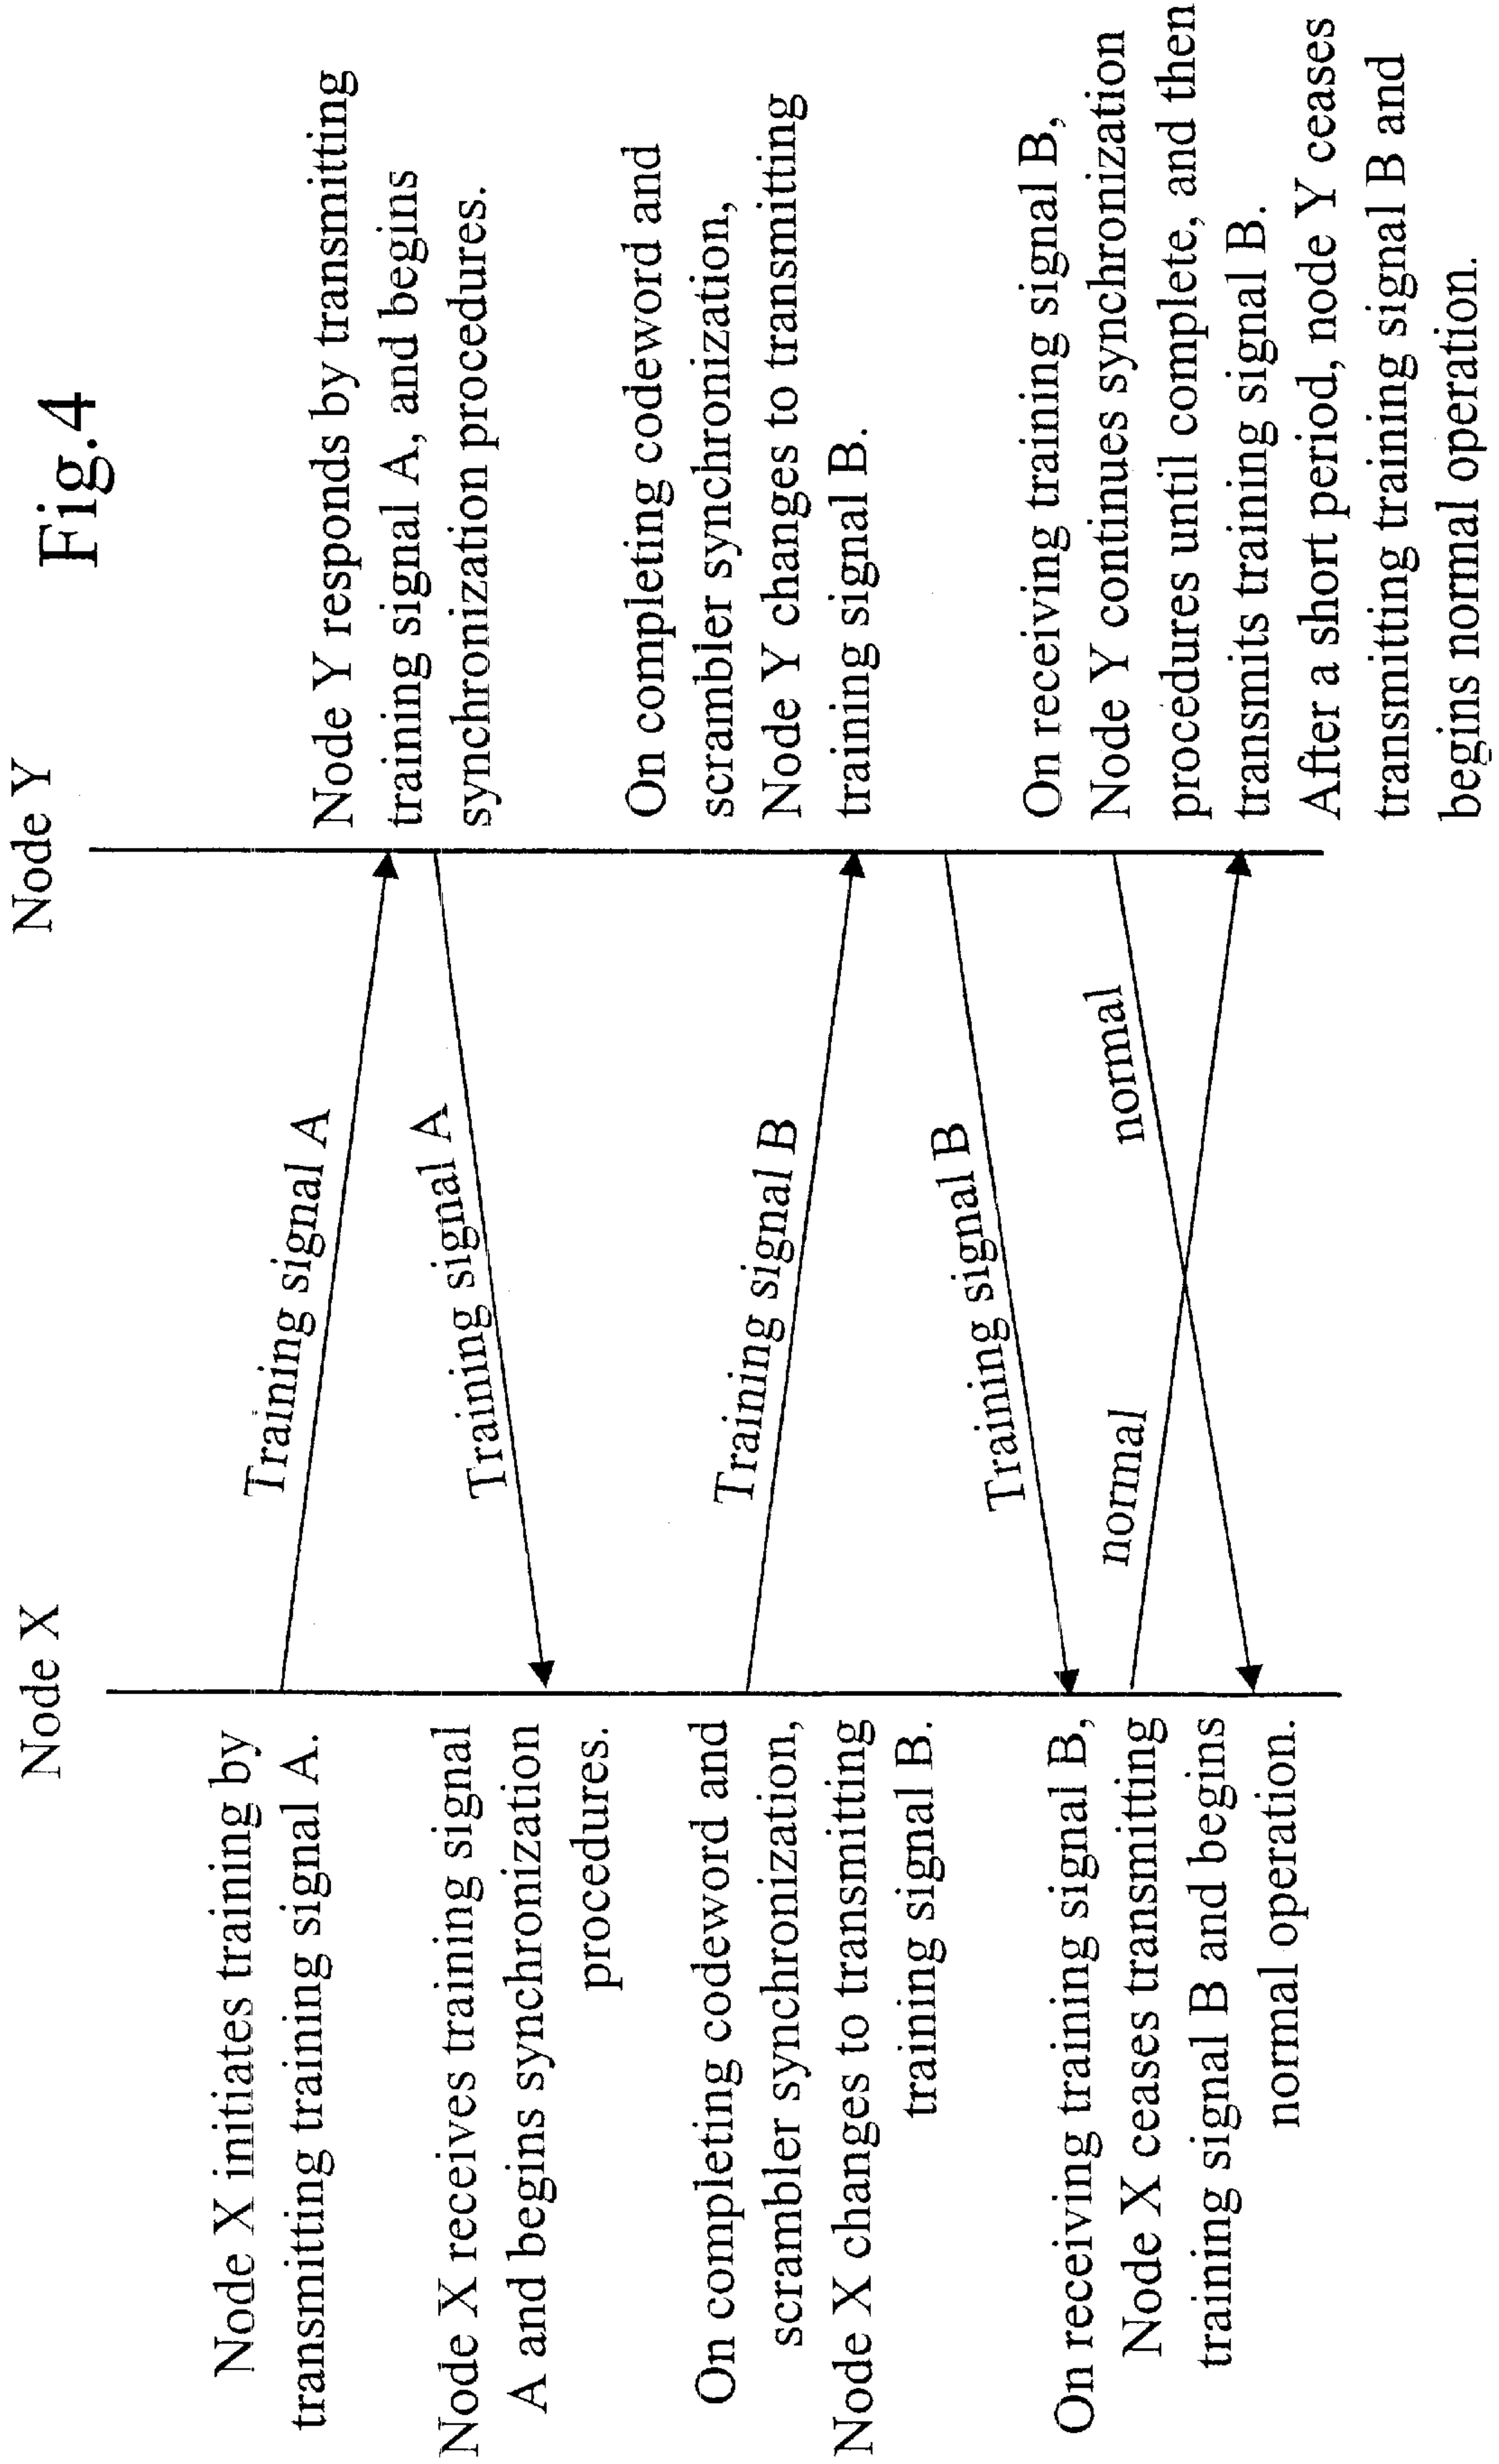 Fig.4
Node X
Node Y
Node X initiates training by
transmitting training signal A.
Training signal A
Node Y responds by transmitting
training signal A, and begins
synchronization procedures.
Node X receives training signal
A and begins synchronization
procedures.
Training signal A
On completing codeword and
scrambler synchronization,
Node X changes to transmitting
training signal B.
Training signal B
On completing codeword and
scrambler synchronization,
Node Y changes to transmitting
training signal B.
On receiving training signal B,
Node X ceases transmitting
training signal B and begins
normal operation.
Training signal B
normal
normal
On receiving training signal B,
Node Y continues synchronization
procedures until complete, and then
transmits training signal B.
After a short period, node Y ceases
transmitting training signal B and
begins normal operation.